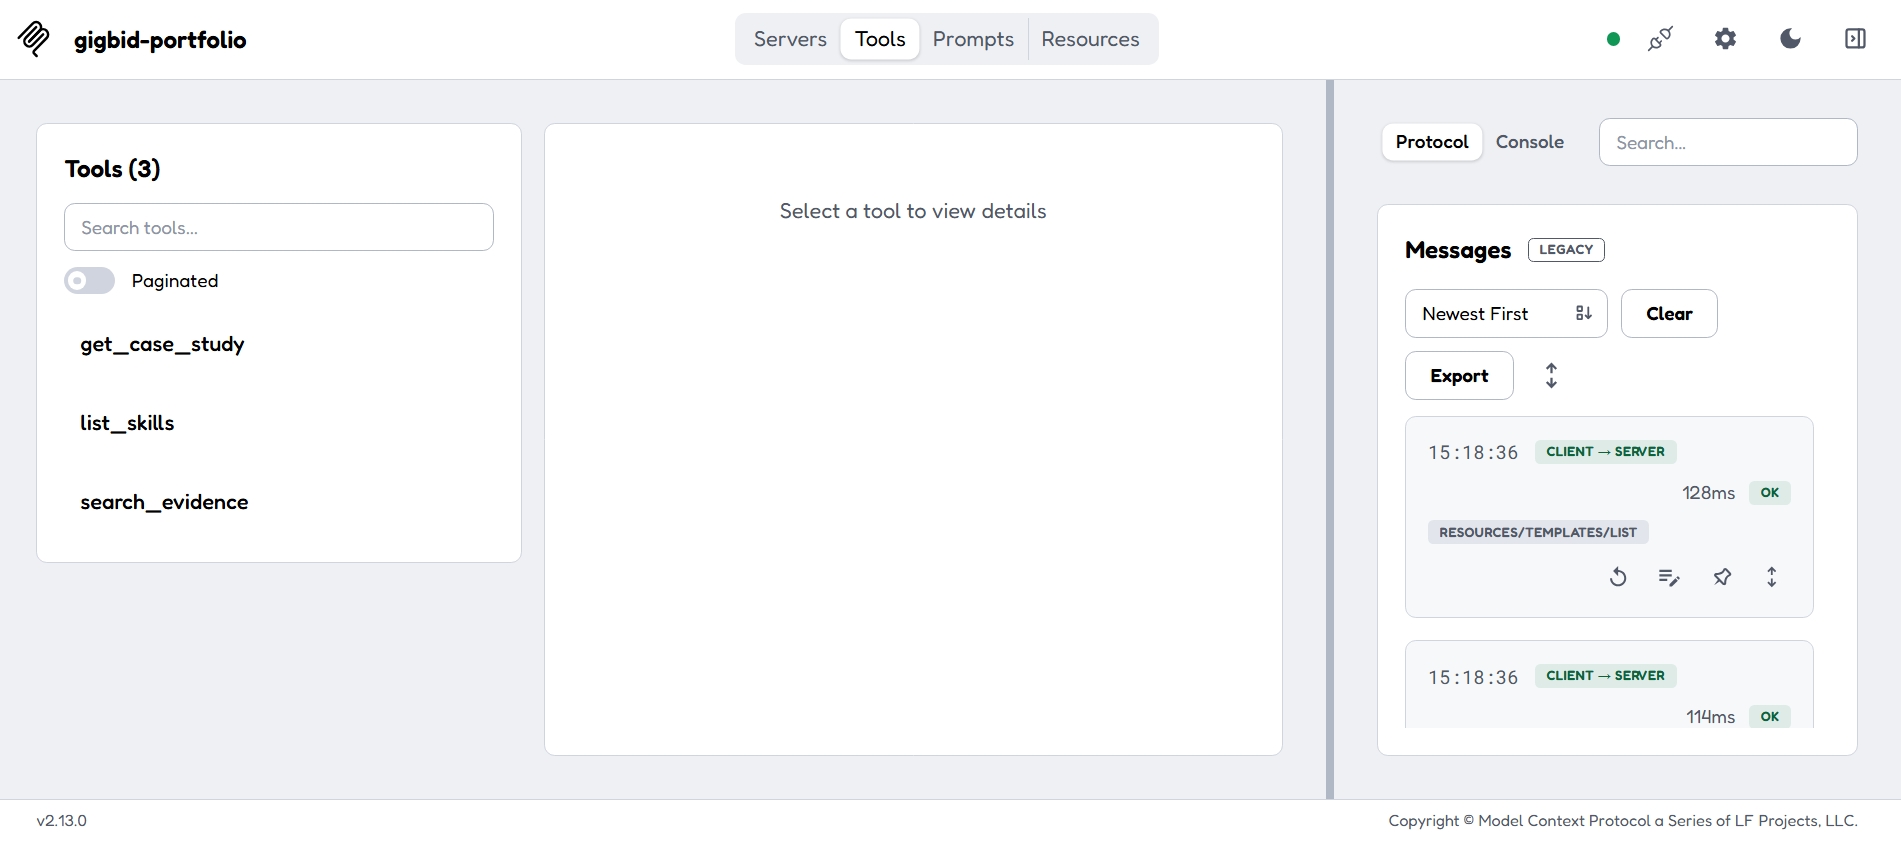 gigbid-portfolio
Servers Tools Prompts Resources
Tools (3)
Search tools...
Paginated
get_case_study
list_skills
search_evidence
Select a tool to view details
Protocol Console Search...
Messages LEGACY
Newest First Clear
Export
15:18:36 CLIENT → SERVER
128ms OK
RESOURCES/TEMPLATES/LIST
15:18:36 CLIENT → SERVER
114ms OK
v2.13.0
Copyright © Model Context Protocol a Series of LF Projects, LLC.